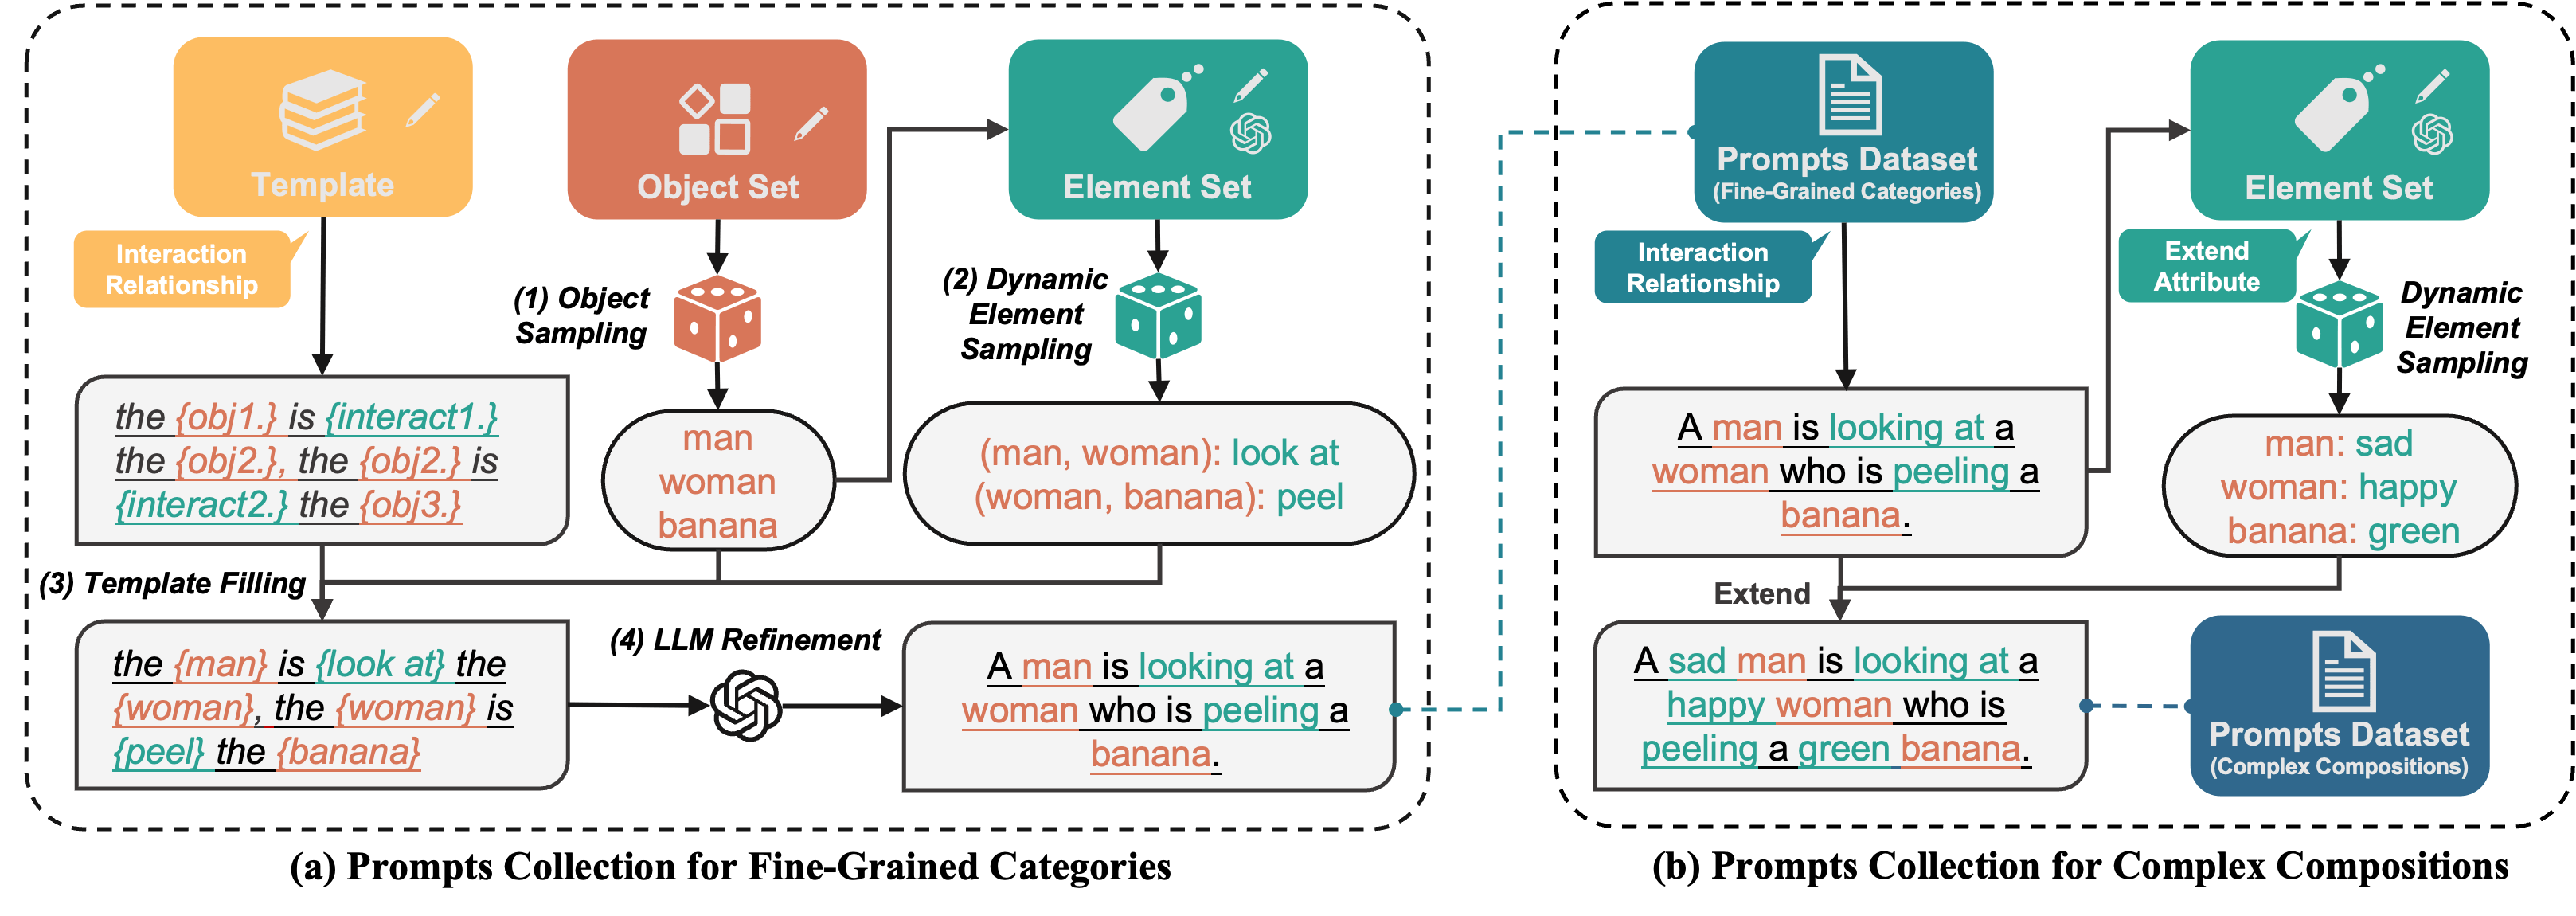 Template
Interaction
Relationship
the {obj1.} is {interact1.}
the {obj2.}, the {obj2.} is
{interact2.} the {obj3.}
Object Set
(1) Object
Sampling
man
woman
banana
Element Set
(2) Dynamic
Element
Sampling
(man, woman): look at
(woman, banana): peel
(3) Template Filling
the {man} is {look at} the
{woman}, the {woman} is
{peel} the {banana}
(4) LLM Refinement
A man is looking at a
woman who is peeling a
banana.
(a) Prompts Collection for Fine-Grained Categories
Prompts Dataset
(Fine-Grained Categories)
Interaction
Relationship
A man is looking at a
woman who is peeling a
banana.
Element Set
Extend
Attribute
Dynamic
Element
Sampling
man: sad
woman: happy
banana: green
Extend
A sad man is looking at a
happy woman who is
peeling a green banana.
Prompts Dataset
(Complex Compositions)
(b) Prompts Collection for Complex Compositions